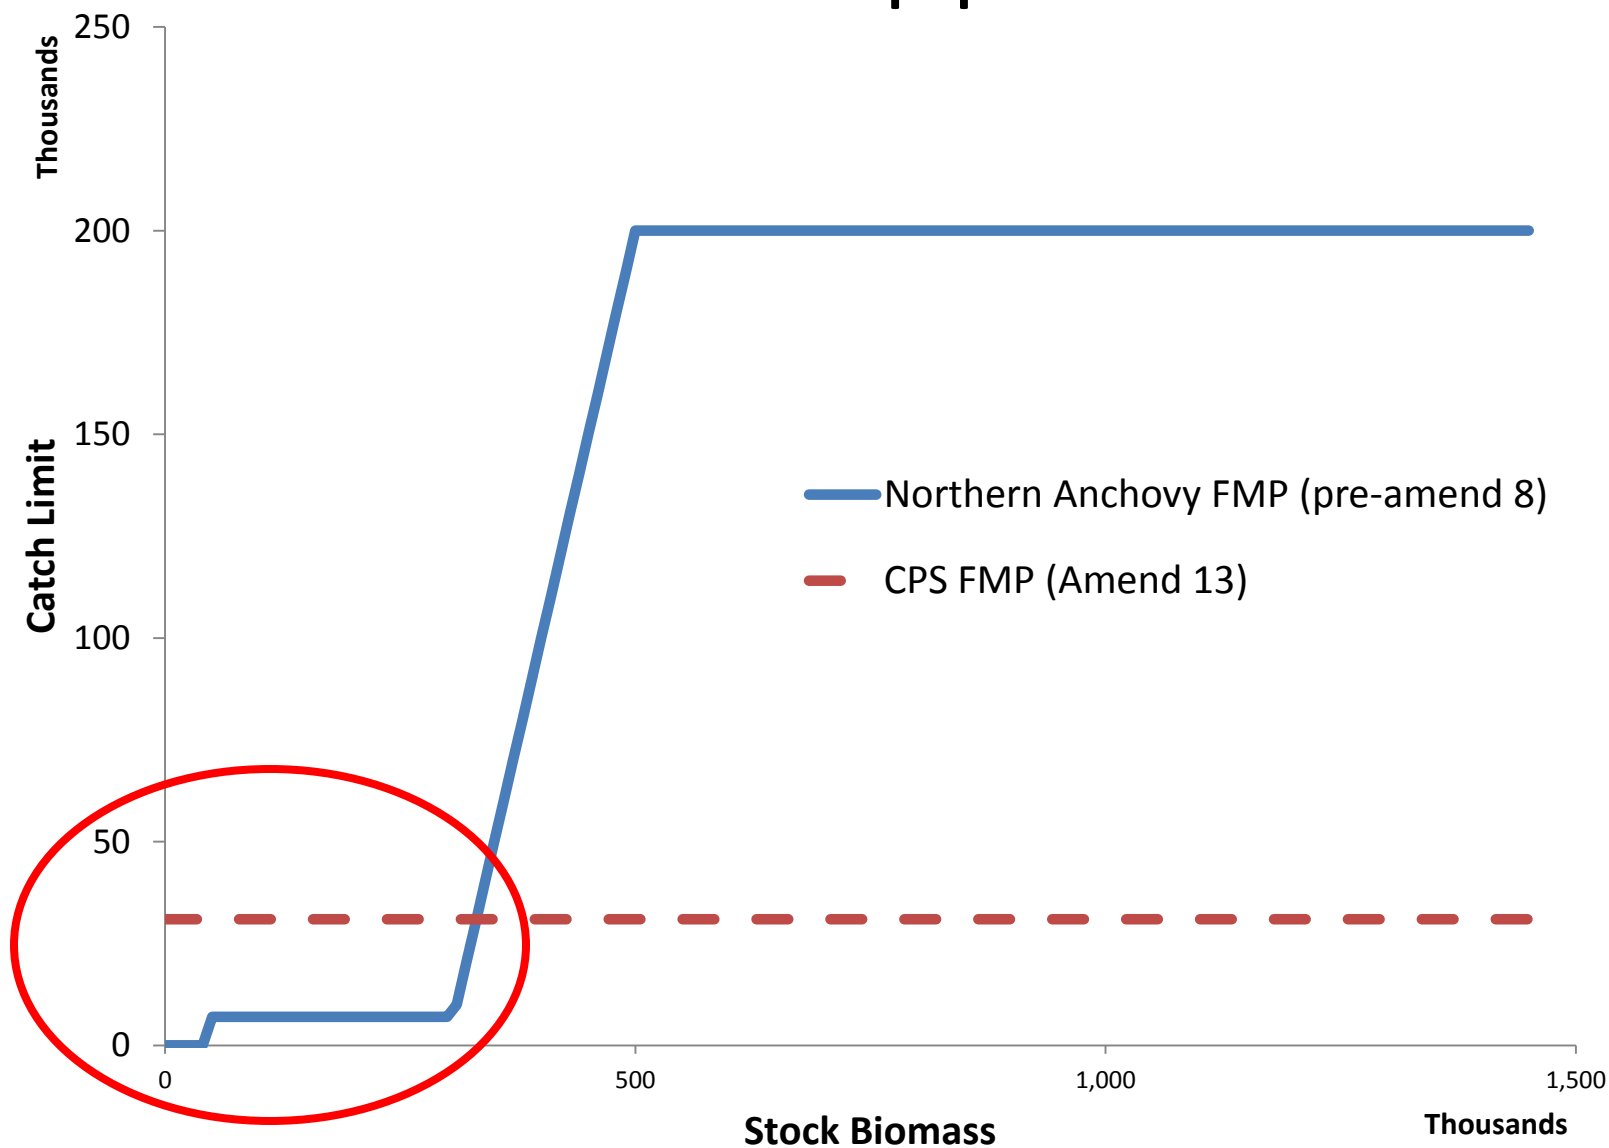 Thousands
250
200
150
100
50
0
Catch Limit
Northern Anchovy FMP (pre-amend 8)
CPS FMP (Amend 13)
0
500
1,000
1,500
Stock Biomass
Thousands